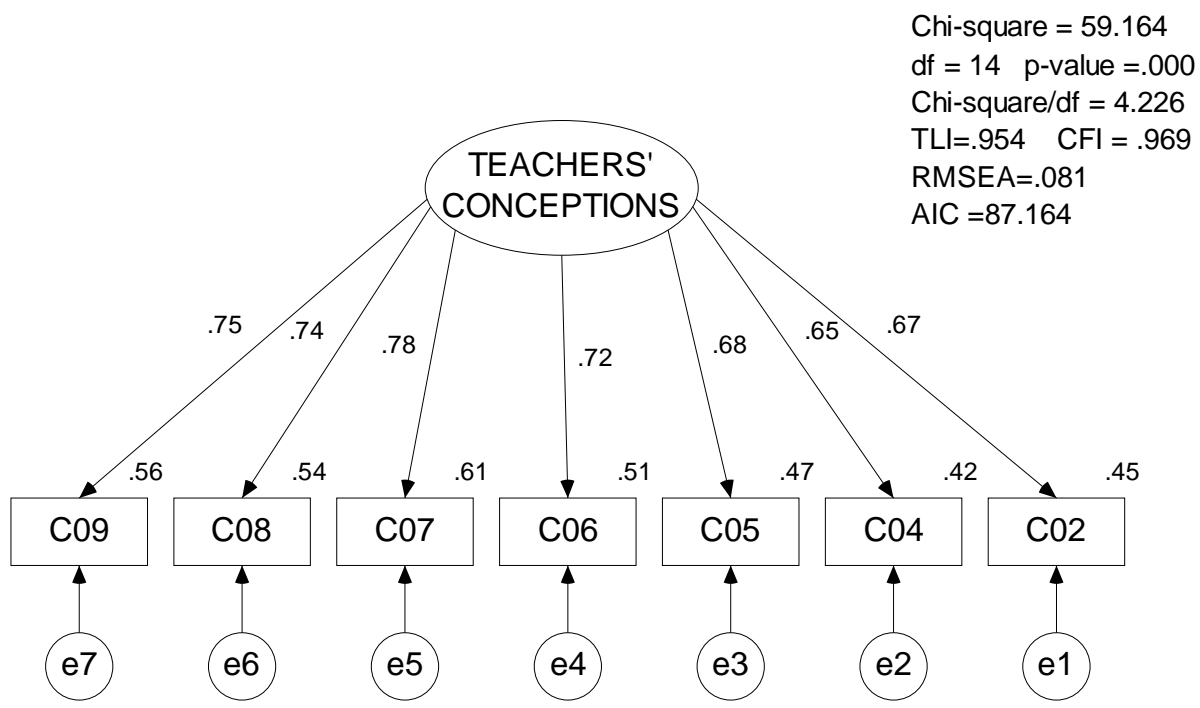 Chi-square = 59.164
df = 14 p-value =.000
Chi-square/df = 4.226
TLI=.954 CFI = .969
RMSEA=.081
AIC =87.164
TEACHERS'
CONCEPTIONS
.75 .74 .78 .72 .68 .65 .67
.56 .54 .61 .51 .47 .42 .45
C09 C08 C07 C06 C05 C04 C02
e7 e6 e5 e4 e3 e2 e1